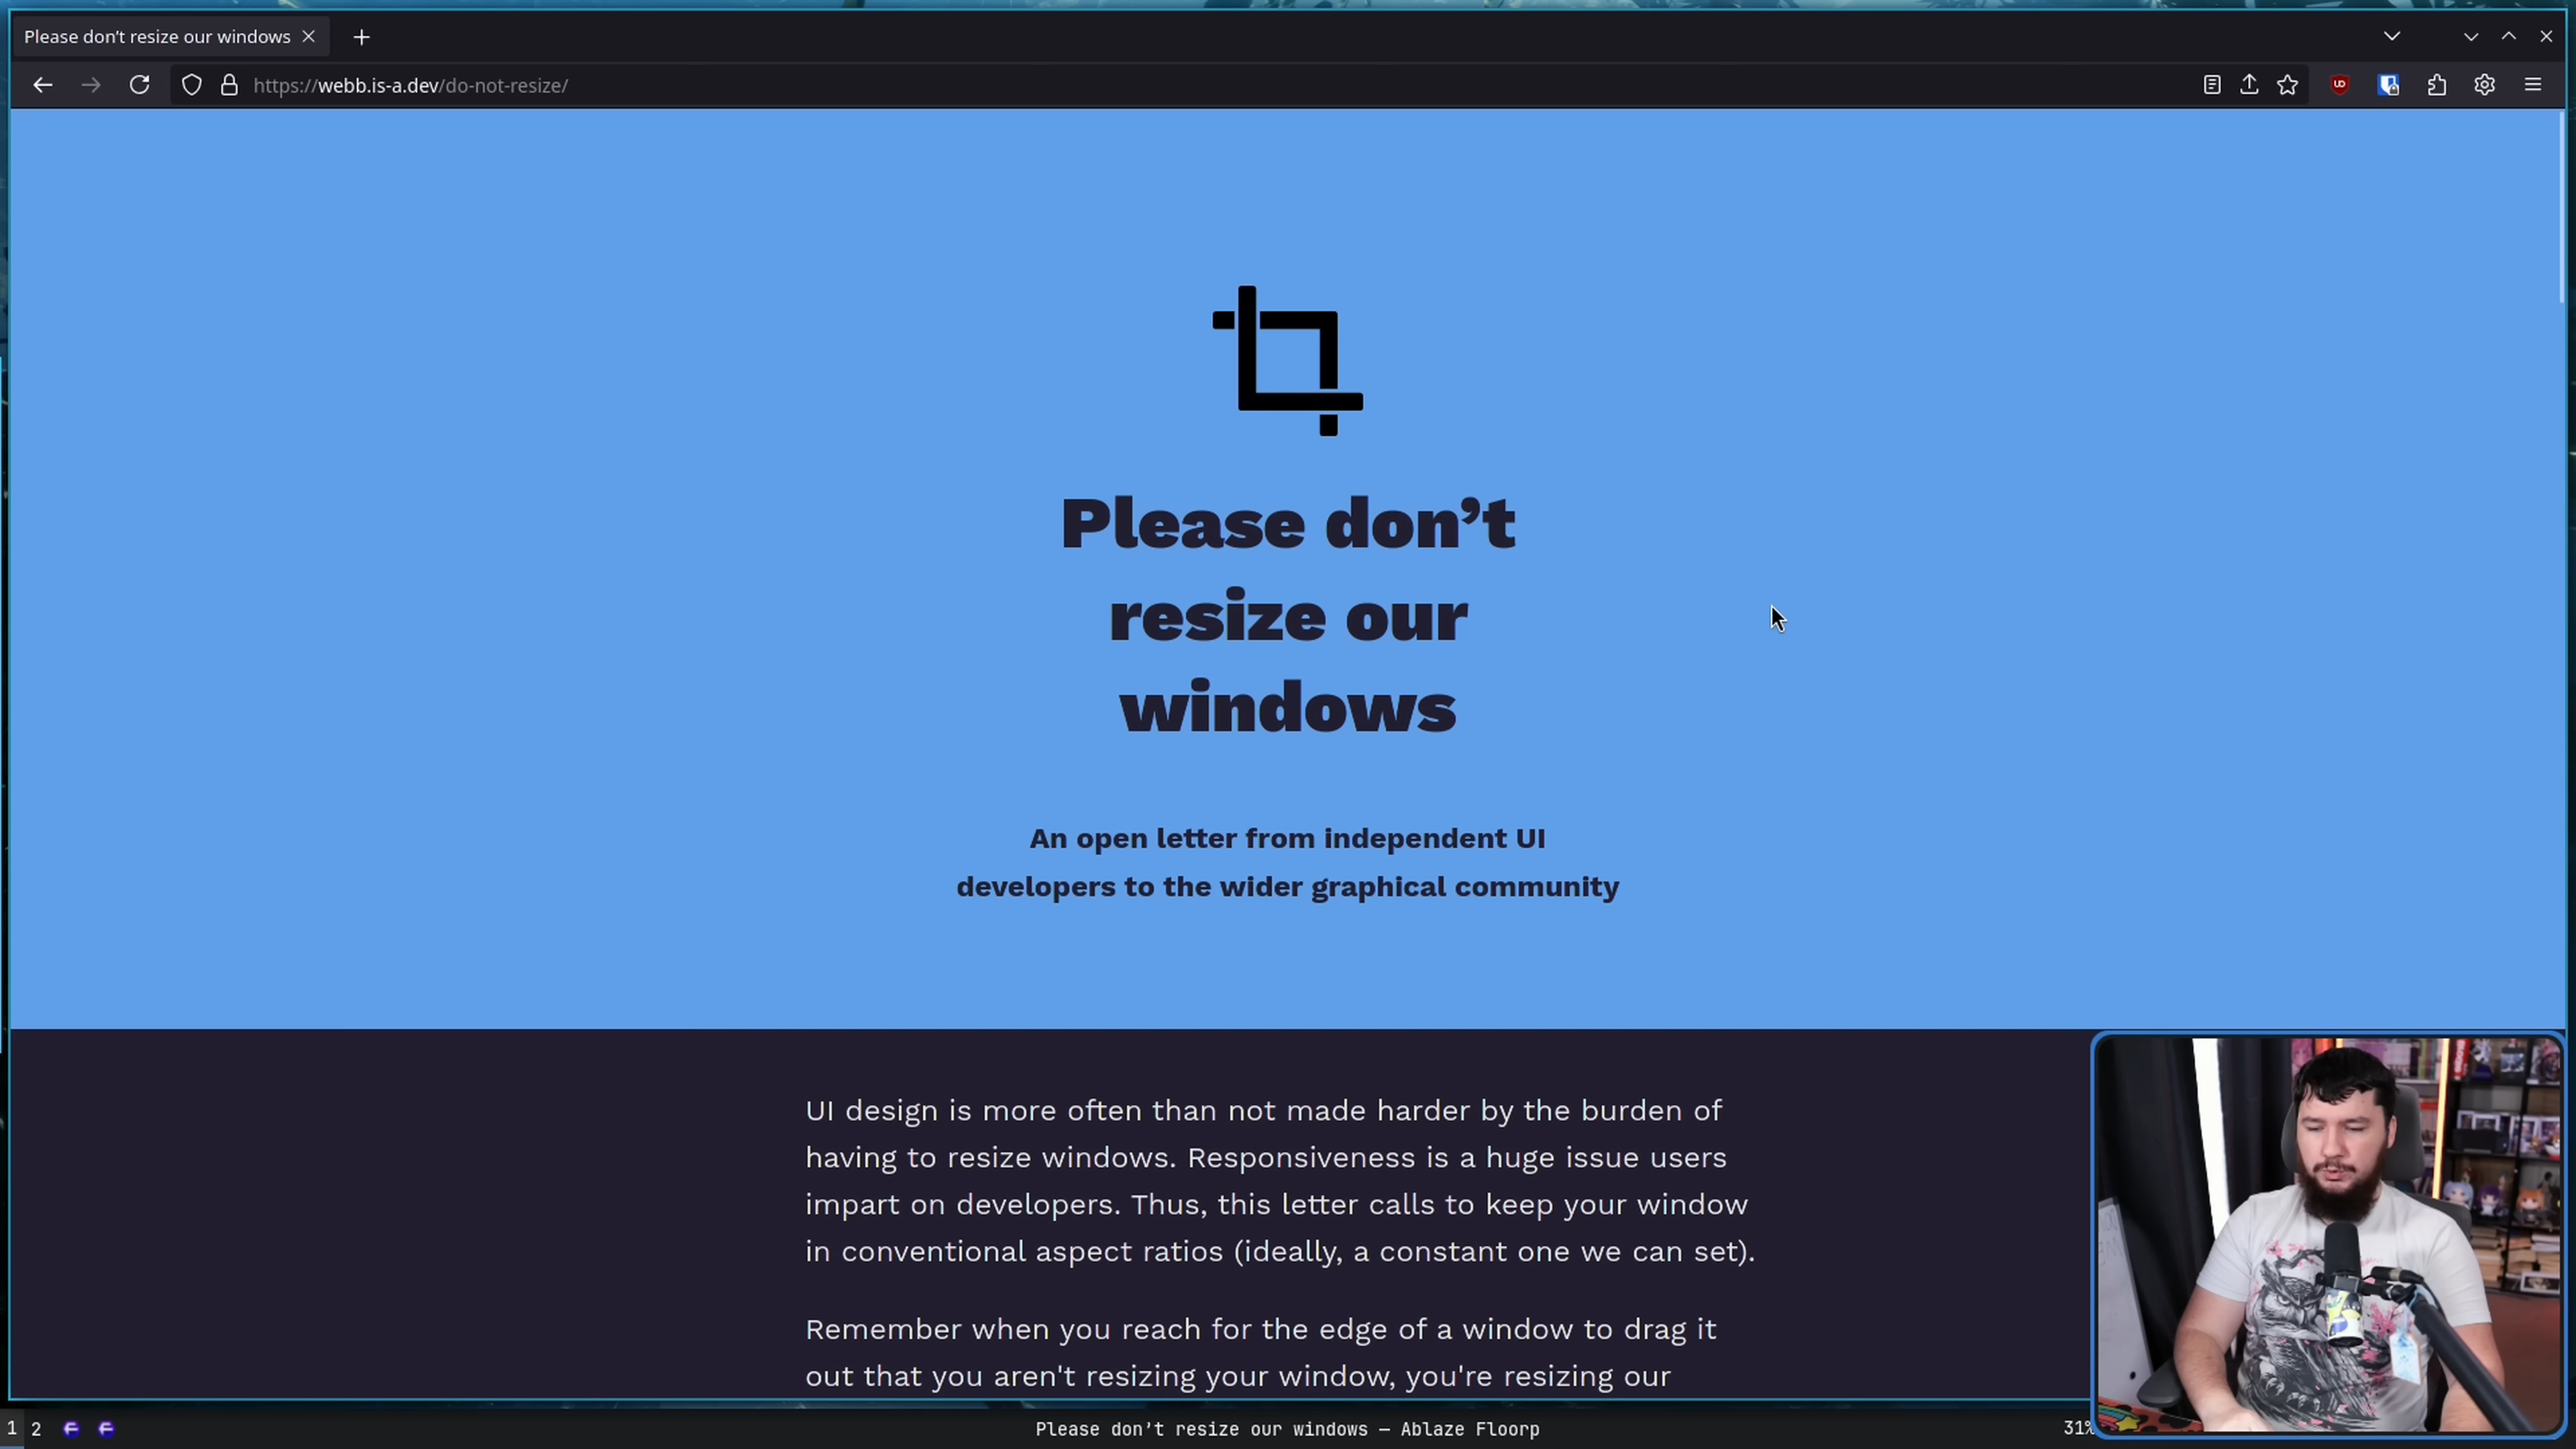 Please don't resize our windows
https://webb.is-a.dev/do-not-resize/
Please don’t
resize our
windows
An open letter from independent UI
developers to the wider graphical community
UI design is more often than not made harder by the burden of
having to resize windows. Responsiveness is a huge issue users
impart on developers. Thus, this letter calls to keep your window
in conventional aspect ratios (ideally, a constant one we can set).
Remember when you reach for the edge of a window to drag it
out that you aren't resizing your window, you're resizing our
1 2
Please don’t resize our windows — Ablaze Floorp
31%